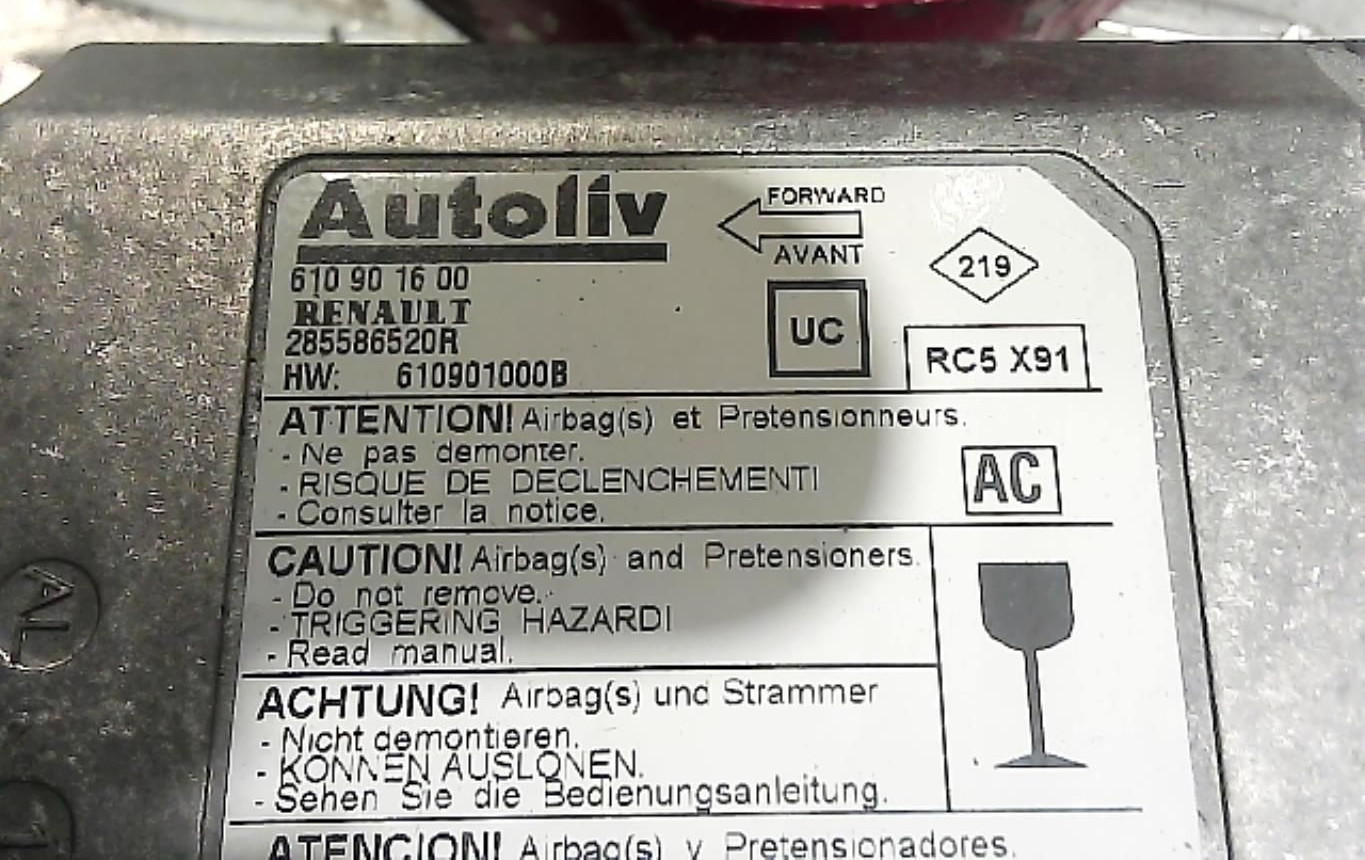 Autoliv
FORWARD
AVANT
219
610 90 16 00
RENAULT
285586520R
HW: 610901000B
UC
RC5 X91
ATTENTION! Airbag(s) et Pretensionneurs.
- Ne pas demonter.
- RISQUE DE DECLENCHEMENT!
- Consulter la notice.
AC
CAUTION! Airbag(s) and Pretensioners.
- Do not remove.
- TRIGGERING HAZARD!
- Read manual.
ACHTUNG! Airbag(s) und Strammer
- Nicht demontieren.
- KONNEN AUSLONEN.
- Sehen Sie die Bedienungsanleitung.
ATENCION! Airbag(s) y Pretensionadores.
AL
1